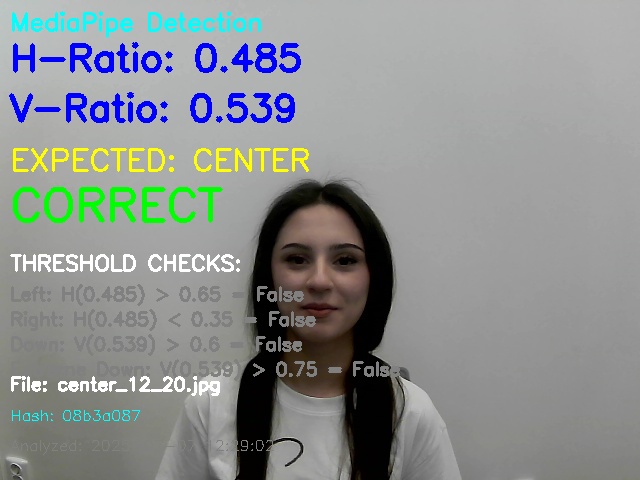 MediaPipe Detection
H-Ratio: 0.485
V-Ratio: 0.539
EXPECTED: CENTER
CORRECT
THRESHOLD CHECKS:
Left: H(0.485) > 0.65 = False
Right: H(0.485) < 0.35 = False
Down: V(0.539) > 0.6 = False
Down: V(0.539) > 0.75 = False
File: center_12_20.jpg
Hash: 08b3a087
Analyzed: